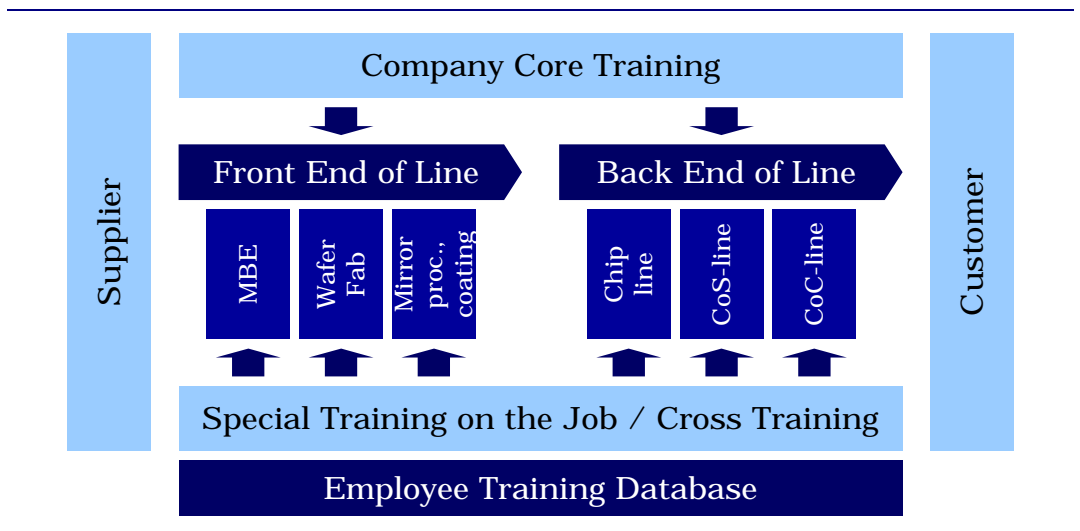 Company Core Training
Supplier
Front End of Line
Back End of Line
Customer
MBE
Wafer
Fab
Mirror
proc.,
coating
Chip
line
CoS-line
CoC-line
Special Training on the Job / Cross Training
Employee Training Database